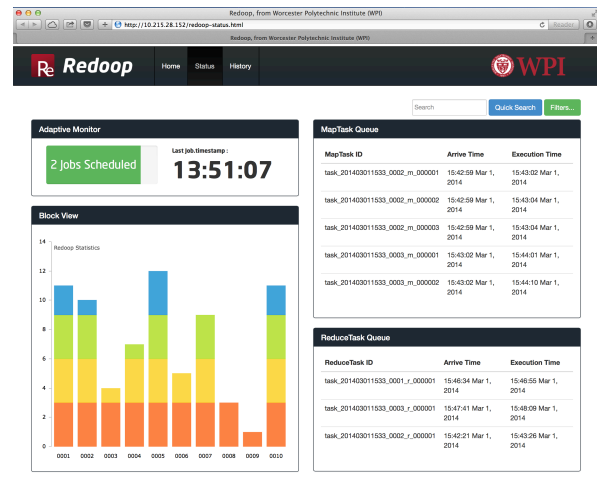 Redoop, from Worcester Polytechnic Institute (WPI)
http://10.215.28.152/redoop-status.html
Reader
Redoop, from Worcester Polytechnic Institute (WPI)
Re Redoop Home Status History WPI
Search Quick Search Filters...
Adaptive Monitor
2 Jobs Scheduled
Last Job.timestamp :
13:51:07
Block View
Redoop Statistics
14
12
10
8
6
4
2
0
0001 0002 0003 0004 0005 0006 0007 0008 0009 0010
MapTask Queue
MapTask ID Arrive Time Execution Time
task_201403011533_0002_m_000001 15:42:59 Mar 1, 15:43:02 Mar 1,
2014 2014
task_201403011533_0002_m_000002 15:42:59 Mar 1, 15:43:04 Mar 1,
2014 2014
task_201403011533_0002_m_000003 15:42:59 Mar 1, 15:43:04 Mar 1,
2014 2014
task_201403011533_0003_m_000001 15:43:02 Mar 1, 15:44:01 Mar 1,
2014 2014
task_201403011533_0003_m_000002 15:43:02 Mar 1, 15:44:10 Mar 1,
2014 2014
ReduceTask Queue
ReduceTask ID Arrive Time Execution Time
task_201403011533_0001_r_000001 15:46:34 Mar 1, 15:46:55 Mar 1,
2014 2014
task_201403011533_0003_r_000001 15:47:41 Mar 1, 15:48:09 Mar 1,
2014 2014
task_201403011533_0002_r_000001 15:42:21 Mar 1, 15:43:26 Mar 1,
2014 2014